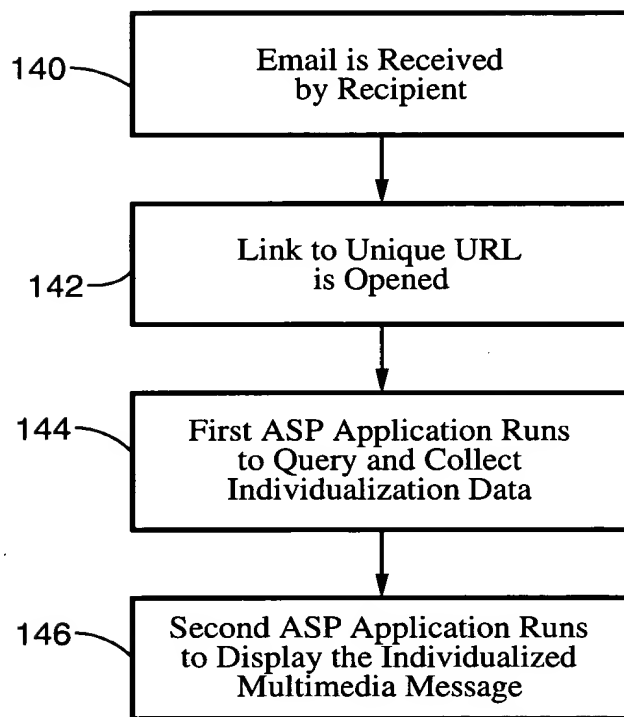 140
Email is Received
by Recipient
142
Link to Unique URL
is Opened
144
First ASP Application Runs
to Query and Collect
Individualization Data
146
Second ASP Application Runs
to Display the Individualized
Multimedia Message